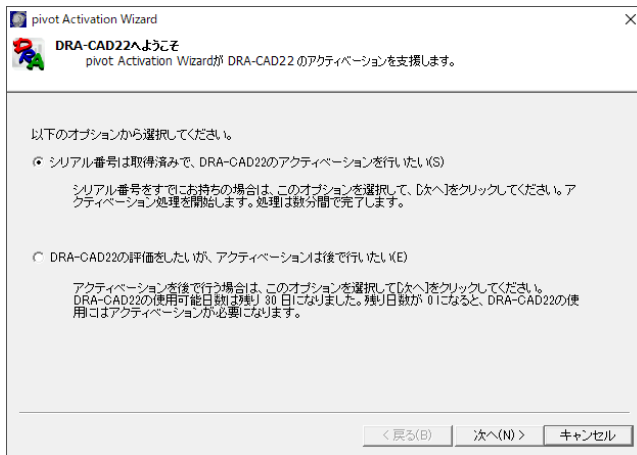 pivot Activation Wizard
DRA
DRA-CAD22へようこそ
pivot Activation Wizardが DRA-CAD22 のアクティベーションを支援します。
以下のオプションから選択してください。
シリアル番号は取得済みで、DRA-CAD22のアクティベーションを行いたい(S)
シリアル番号をすでにお持ちの場合は、このオプションを選択して、[次へ]をクリックしてください。ア
クティベーション処理を開始します。処理は数分間で完了します。
DRA-CAD22の評価をしたいが、アクティベーションは後で行いたい(E)
アクティベーションを後で行う場合は、このオプションを選択して[次へ]をクリックしてください。
DRA-CAD22の使用可能日数は残り 30 日になりました。残り日数が 0 になると、DRA-CAD22の使
用にはアクティベーションが必要になります。
< 戻る(B)
次へ(N) >
キャンセル